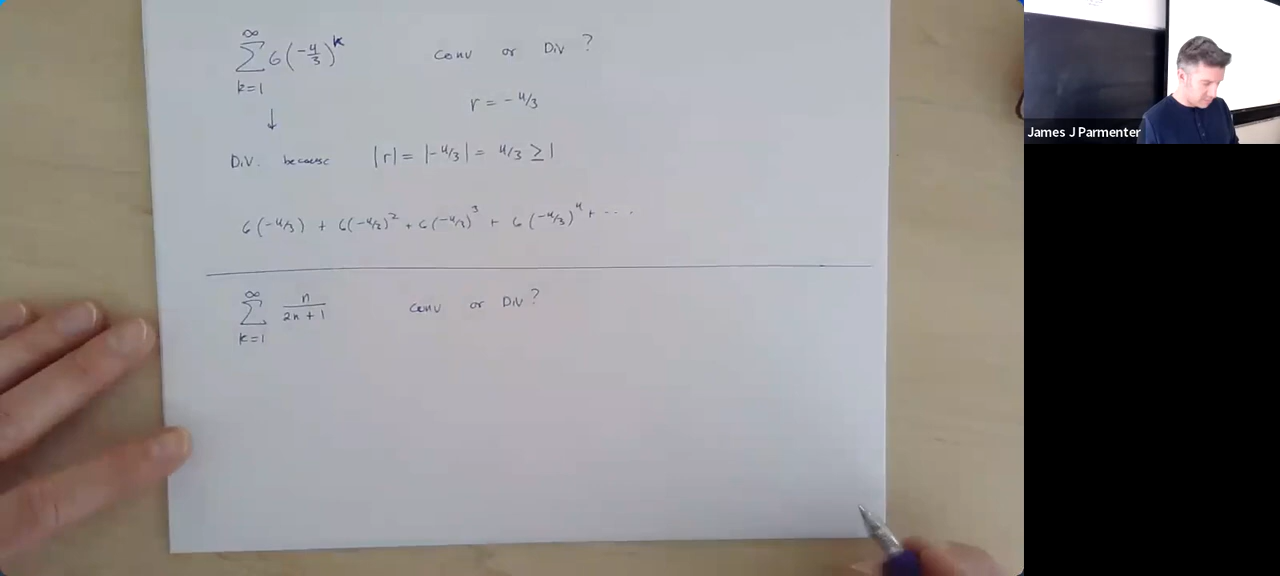 ∞
∑ 6(-4/3)^k Conv or Div ?
k=1
r = -4/3
↓
Div. because |r| = |-4/3| = 4/3 ≥ 1
6(-4/3) + 6(-4/3)^2 + 6(-4/3)^3 + 6(-4/3)^4 + ....
∞
∑ n/(2n+1) Conv or Div ?
k=1
James J Parmenter